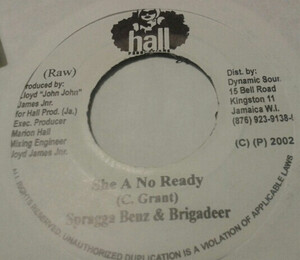 hall
(Raw)
Produced by:
Lloyd "John John"
James Jnr.
for Hall Prod. (Ja.)
Exec. Producer
Marion Hall
Mixing Engineer
Lloyd James Jnr.
Dist. by:
Dynamic Soun
15 Bell Road
Kingston 11
Jamaica W.I.
(876) 923-9138-
(C) (P) 2002
She A No Ready
(C. Grant)
Spragga Benz & Brigadeer
ALL RIGHTS RESERVED. UNAUTHORIZED DUPLICATION IS A VIOLATION OF APPLICABLE LAWS